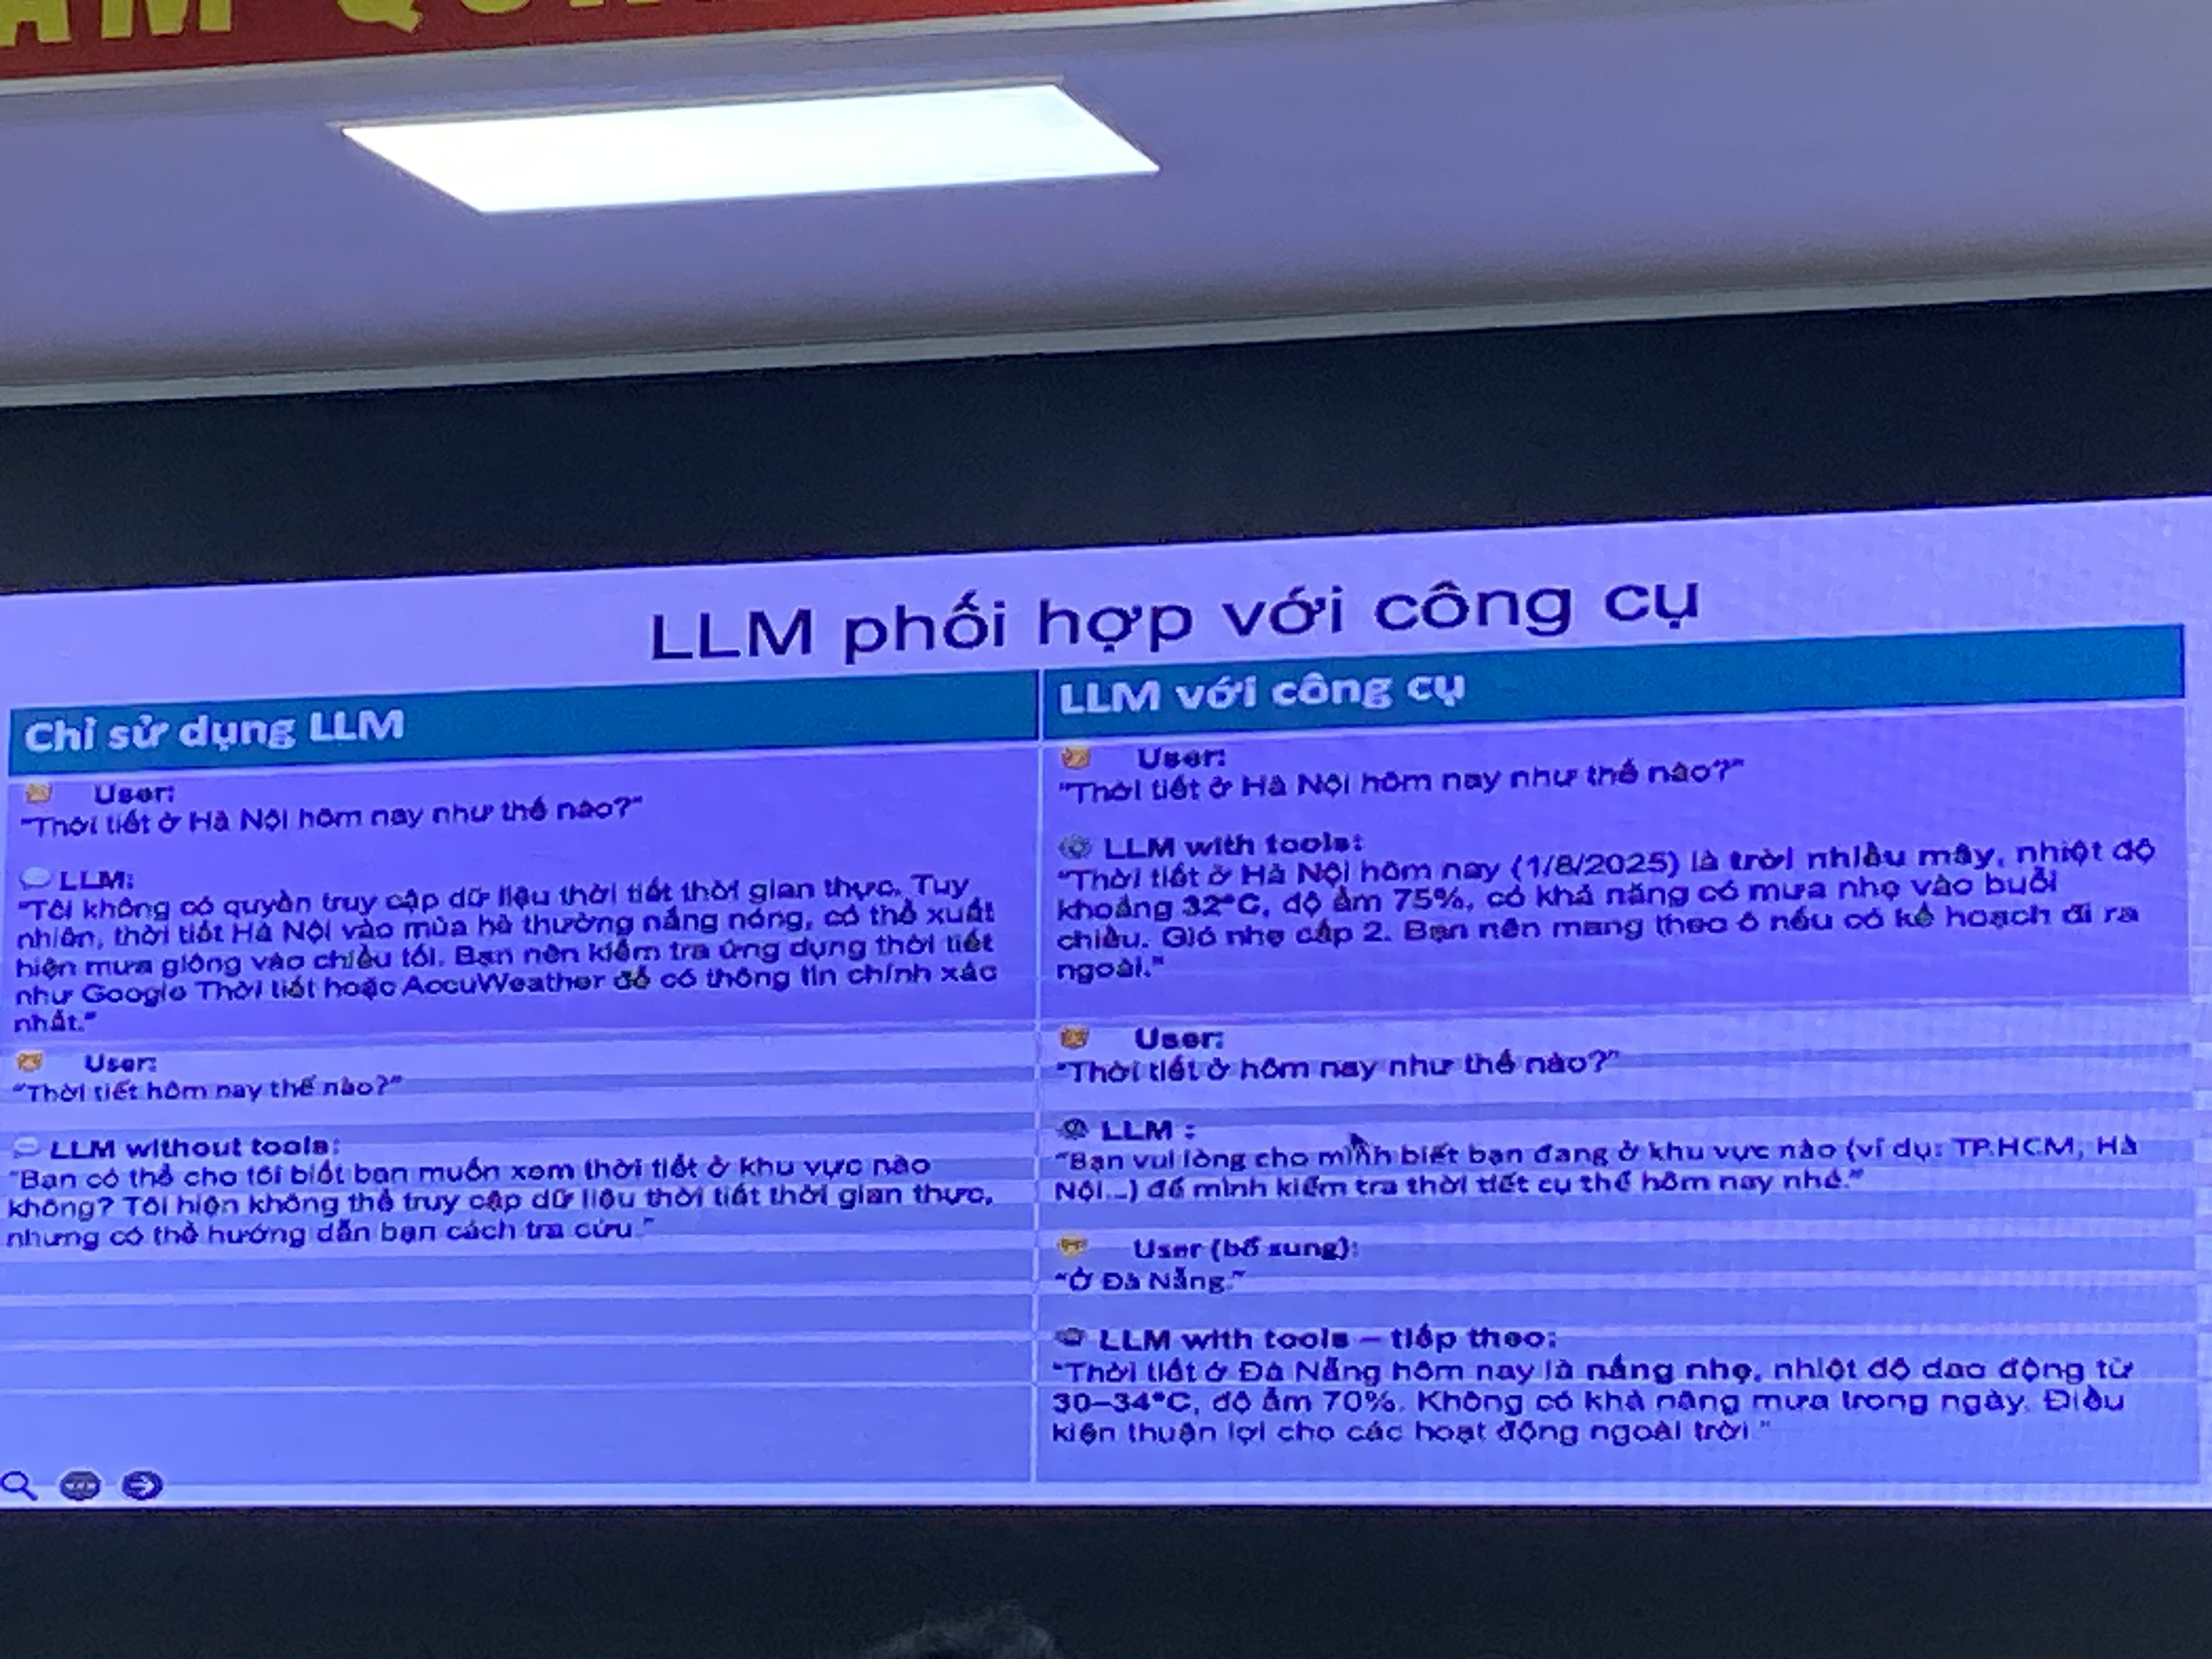 LLM phối hợp với công cụ
Chỉ sử dụng LLM
User:
"Thời tiết ở Hà Nội hôm nay như thế nào?"
LLM:
"Tôi không có quyền truy cập dữ liệu thời tiết thời gian thực. Tuy
nhiên, thời tiết Hà Nội vào mùa hè thường nắng nóng, có thể xuất
hiện mưa giông vào chiều tối. Bạn nên kiểm tra ứng dụng thời tiết
như Google Thời tiết hoặc AccuWeather để có thông tin chính xác
nhất."
User:
"Thời tiết hôm nay thế nào?"
LLM without tools:
"Bạn có thể cho tôi biết bạn muốn xem thời tiết ở khu vực nào
không? Tôi hiện không thể truy cập dữ liệu thời tiết thời gian thực,
nhưng có thể hướng dẫn bạn cách tra cứu."
LLM với công cụ
User:
"Thời tiết ở Hà Nội hôm nay như thế nào?"
LLM with tools:
"Thời tiết ở Hà Nội hôm nay (1/8/2025) là trời nhiều mây, nhiệt độ
khoảng 32°C, độ ẩm 75%, có khả năng có mưa nhẹ vào buổi
chiều. Gió nhẹ cấp 2. Bạn nên mang theo ô nếu có kế hoạch đi ra
ngoài."
User:
"Thời tiết ở hôm nay như thế nào?"
LLM :
"Bạn vui lòng cho mình biết bạn đang ở khu vực nào (ví dụ: TP.HCM, Hà
Nội...) để mình kiểm tra thời tiết cụ thể hôm nay nhé."
User (bổ sung):
"Ở Đà Nẵng."
LLM with tools – tiếp theo:
"Thời tiết ở Đà Nẵng hôm nay là nắng nhẹ, nhiệt độ dao động từ
30–34°C, độ ẩm 70%. Không có khả năng mưa trong ngày. Điều
kiện thuận lợi cho các hoạt động ngoài trời."